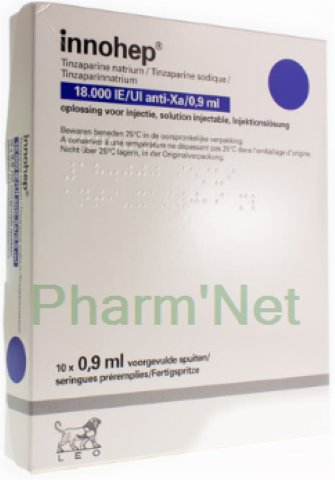 innohep®
Tinzaparine natrium / Tinzaparine sodique /
Tinzaparinnatrium
18.000 IE/UI anti-Xa/0,9 ml
oplossing voor injectie, solution injectable, Injektionslösung
Bewaren beneden 25°C in de oorspronkelijke verpakking.
A conserver à une température ne dépassant pas 25°C dans l'emballage d'origine.
Nicht über 25°C lagern, in der Originalverpackung.
Pharm'Net
10 x 0,9 ml voorgevulde spuiten/
seringues préremplies/Fertigspritze
LEO
innohep®